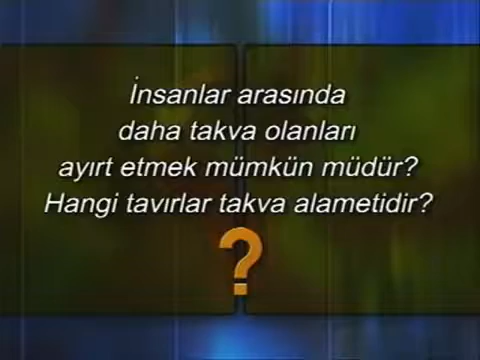 İnsanlar arasında
daha takva olanları
ayırt etmek mümkün müdür?
Hangi tavırlar takva alametidir?
?